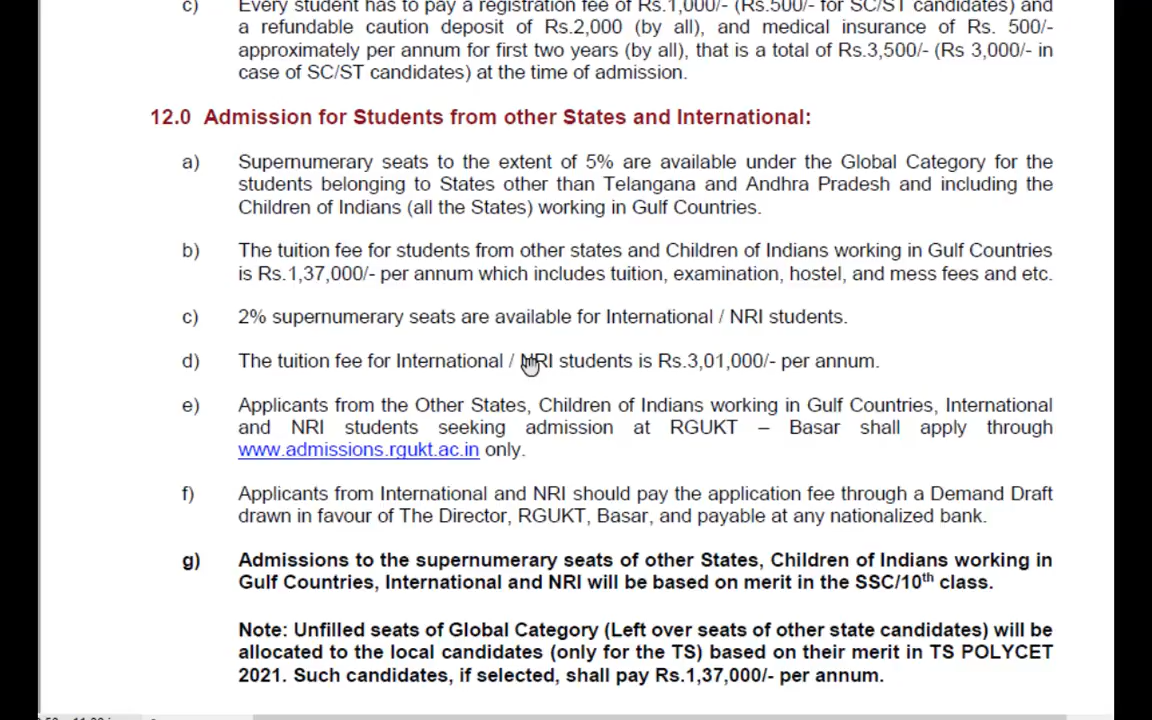 c) Every student has to pay a registration fee of Rs.1,000/- (Rs.500/- for SC/ST candidates) and
a refundable caution deposit of Rs.2,000 (by all), and medical insurance of Rs. 500/-
approximately per annum for first two years (by all), that is a total of Rs.3,500/- (Rs 3,000/- in
case of SC/ST candidates) at the time of admission.
12.0 Admission for Students from other States and International:
a) Supernumerary seats to the extent of 5% are available under the Global Category for the
students belonging to States other than Telangana and Andhra Pradesh and including the
Children of Indians (all the States) working in Gulf Countries.
b) The tuition fee for students from other states and Children of Indians working in Gulf Countries
is Rs.1,37,000/- per annum which includes tuition, examination, hostel, and mess fees and etc.
c) 2% supernumerary seats are available for International / NRI students.
d) The tuition fee for International / NRI students is Rs.3,01,000/- per annum.
e) Applicants from the Other States, Children of Indians working in Gulf Countries, International
and NRI students seeking admission at RGUKT – Basar shall apply through
www.admissions.rgukt.ac.in only.
f) Applicants from International and NRI should pay the application fee through a Demand Draft
drawn in favour of The Director, RGUKT, Basar, and payable at any nationalized bank.
g) Admissions to the supernumerary seats of other States, Children of Indians working in
Gulf Countries, International and NRI will be based on merit in the SSC/10th class.
Note: Unfilled seats of Global Category (Left over seats of other state candidates) will be
allocated to the local candidates (only for the TS) based on their merit in TS POLYCET
2021. Such candidates, if selected, shall pay Rs.1,37,000/- per annum.